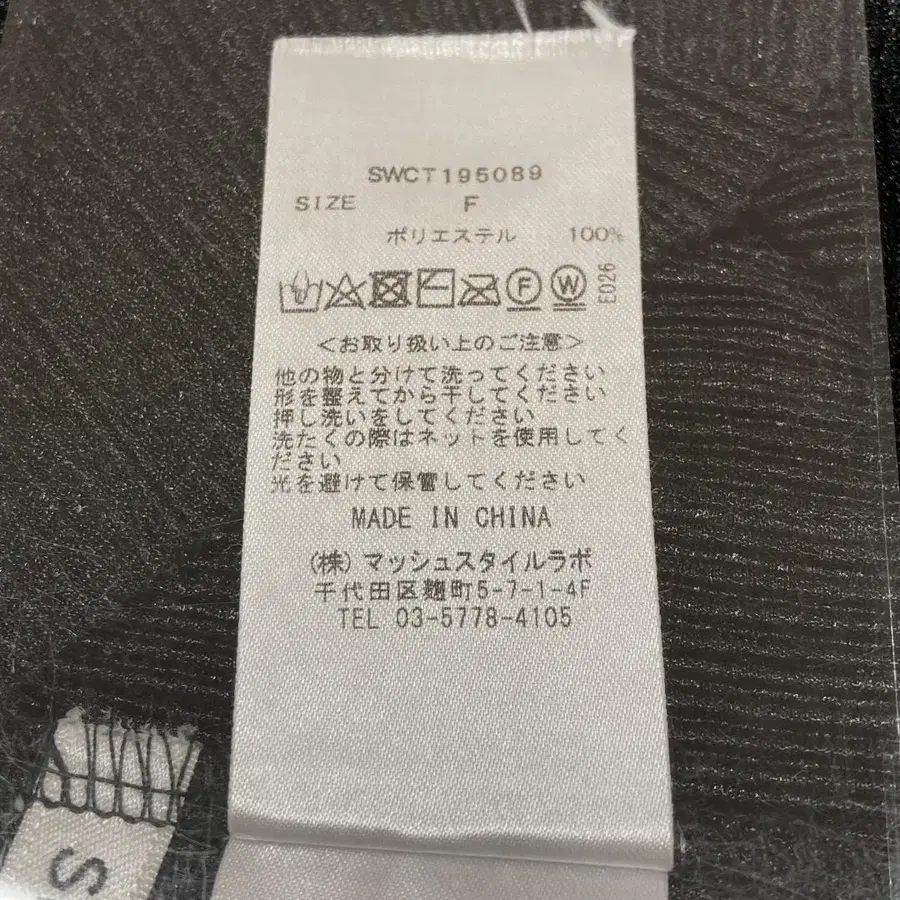 SWCT195089
SIZE F
ポリエステル 100%
F W E026
<お取り扱い上のご注意>
他の物と分けて洗ってください
形を整えてから干してください
押し洗いをしてください
洗たくの際はネットを使用してく
ださい
光を避けて保管してください
MADE IN CHINA
(株)マッシュスタイルラボ
千代田区麹町5-7-1-4F
TEL 03-5778-4105
S